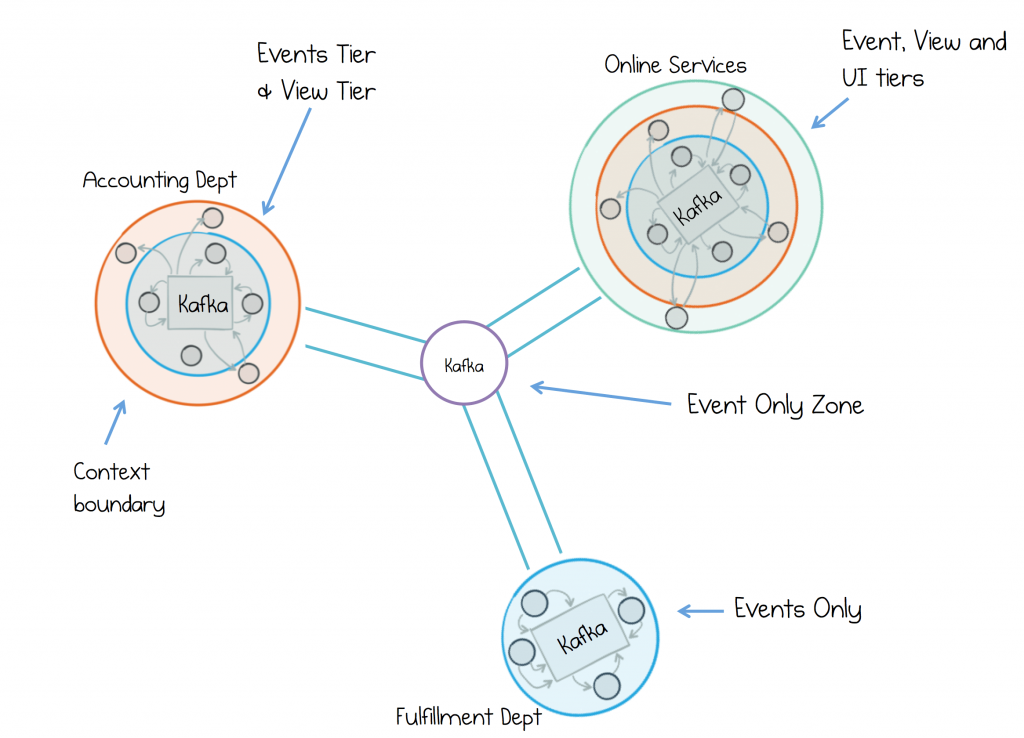 Events Tier
& View Tier
Online Services
Event, View and
UI tiers
Accounting Dept
Kafka
Kafka
Kafka
Event Only Zone
Context
boundary
Kafka
Events Only
Fulfillment Dept